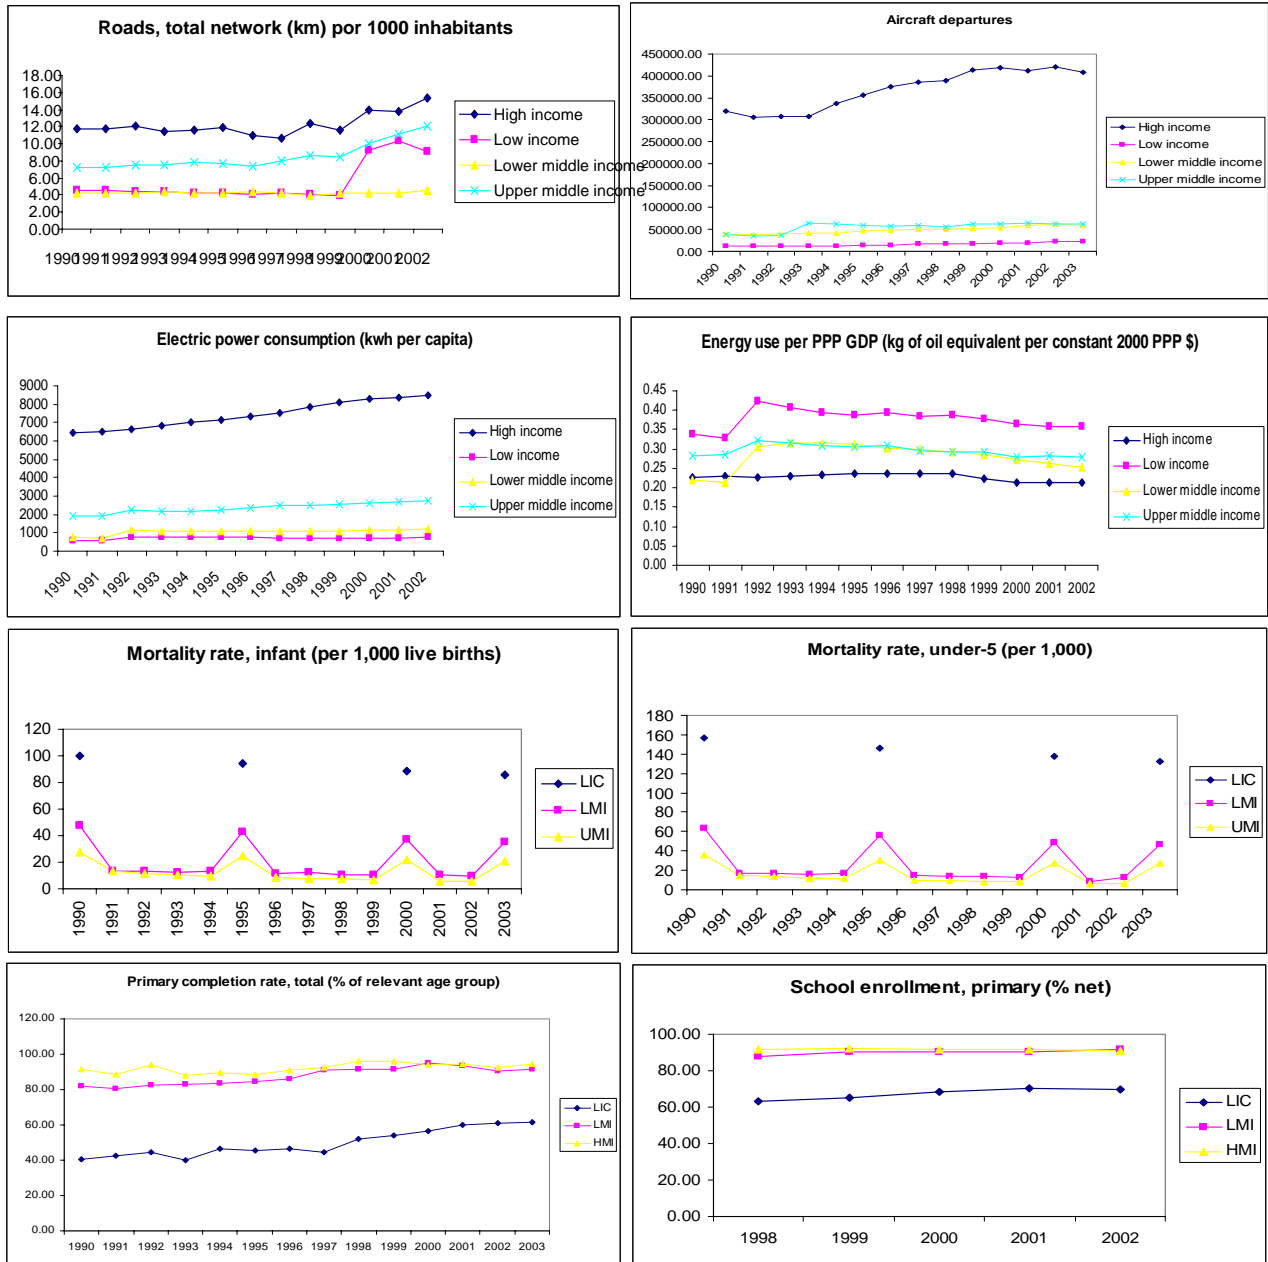 Roads, total network (km) por 1000 inhabitants
18.00
16.00
14.00
12.00
10.00
8.00
6.00
4.00
2.00
0.00
1990 1991 1992 1993 1994 1995 1996 1997 1998 1999 2000 2001 2002
High income
Low income
Lower middle income
Upper middle income
Aircraft departures
450000.00
400000.00
350000.00
300000.00
250000.00
200000.00
150000.00
100000.00
50000.00
0.00
1990 1991 1992 1993 1994 1995 1996 1997 1998 1999 2000 2001 2002 2003
High income
Low income
Lower middle income
Upper middle income
Electric power consumption (kwh per capita)
9000
8000
7000
6000
5000
4000
3000
2000
1000
0
1990 1991 1992 1993 1994 1995 1996 1997 1998 1999 2000 2001 2002
High income
Low income
Lower middle income
Upper middle income
Energy use per PPP GDP (kg of oil equivalent per constant 2000 PPP $)
0.45
0.40
0.35
0.30
0.25
0.20
0.15
0.10
0.05
0.00
1990 1991 1992 1993 1994 1995 1996 1997 1998 1999 2000 2001 2002
High income
Low income
Lower middle income
Upper middle income
Mortality rate, infant (per 1,000 live births)
120
100
80
60
40
20
0
1990 1991 1992 1993 1994 1995 1996 1997 1998 1999 2000 2001 2002 2003
LIC
LMI
UMI
Mortality rate, under-5 (per 1,000)
180
160
140
120
100
80
60
40
20
0
1990 1991 1992 1993 1994 1995 1996 1997 1998 1999 2000 2001 2002 2003
LIC
LMI
UMI
Primary completion rate, total (% of relevant age group)
120.00
100.00
80.00
60.00
40.00
20.00
0.00
1990 1991 1992 1993 1994 1995 1996 1997 1998 1999 2000 2001 2002 2003
LIC
LMI
HMI
School enrollment, primary (% net)
100.00
80.00
60.00
40.00
20.00
0.00
1998 1999 2000 2001 2002
LIC
LMI
HMI